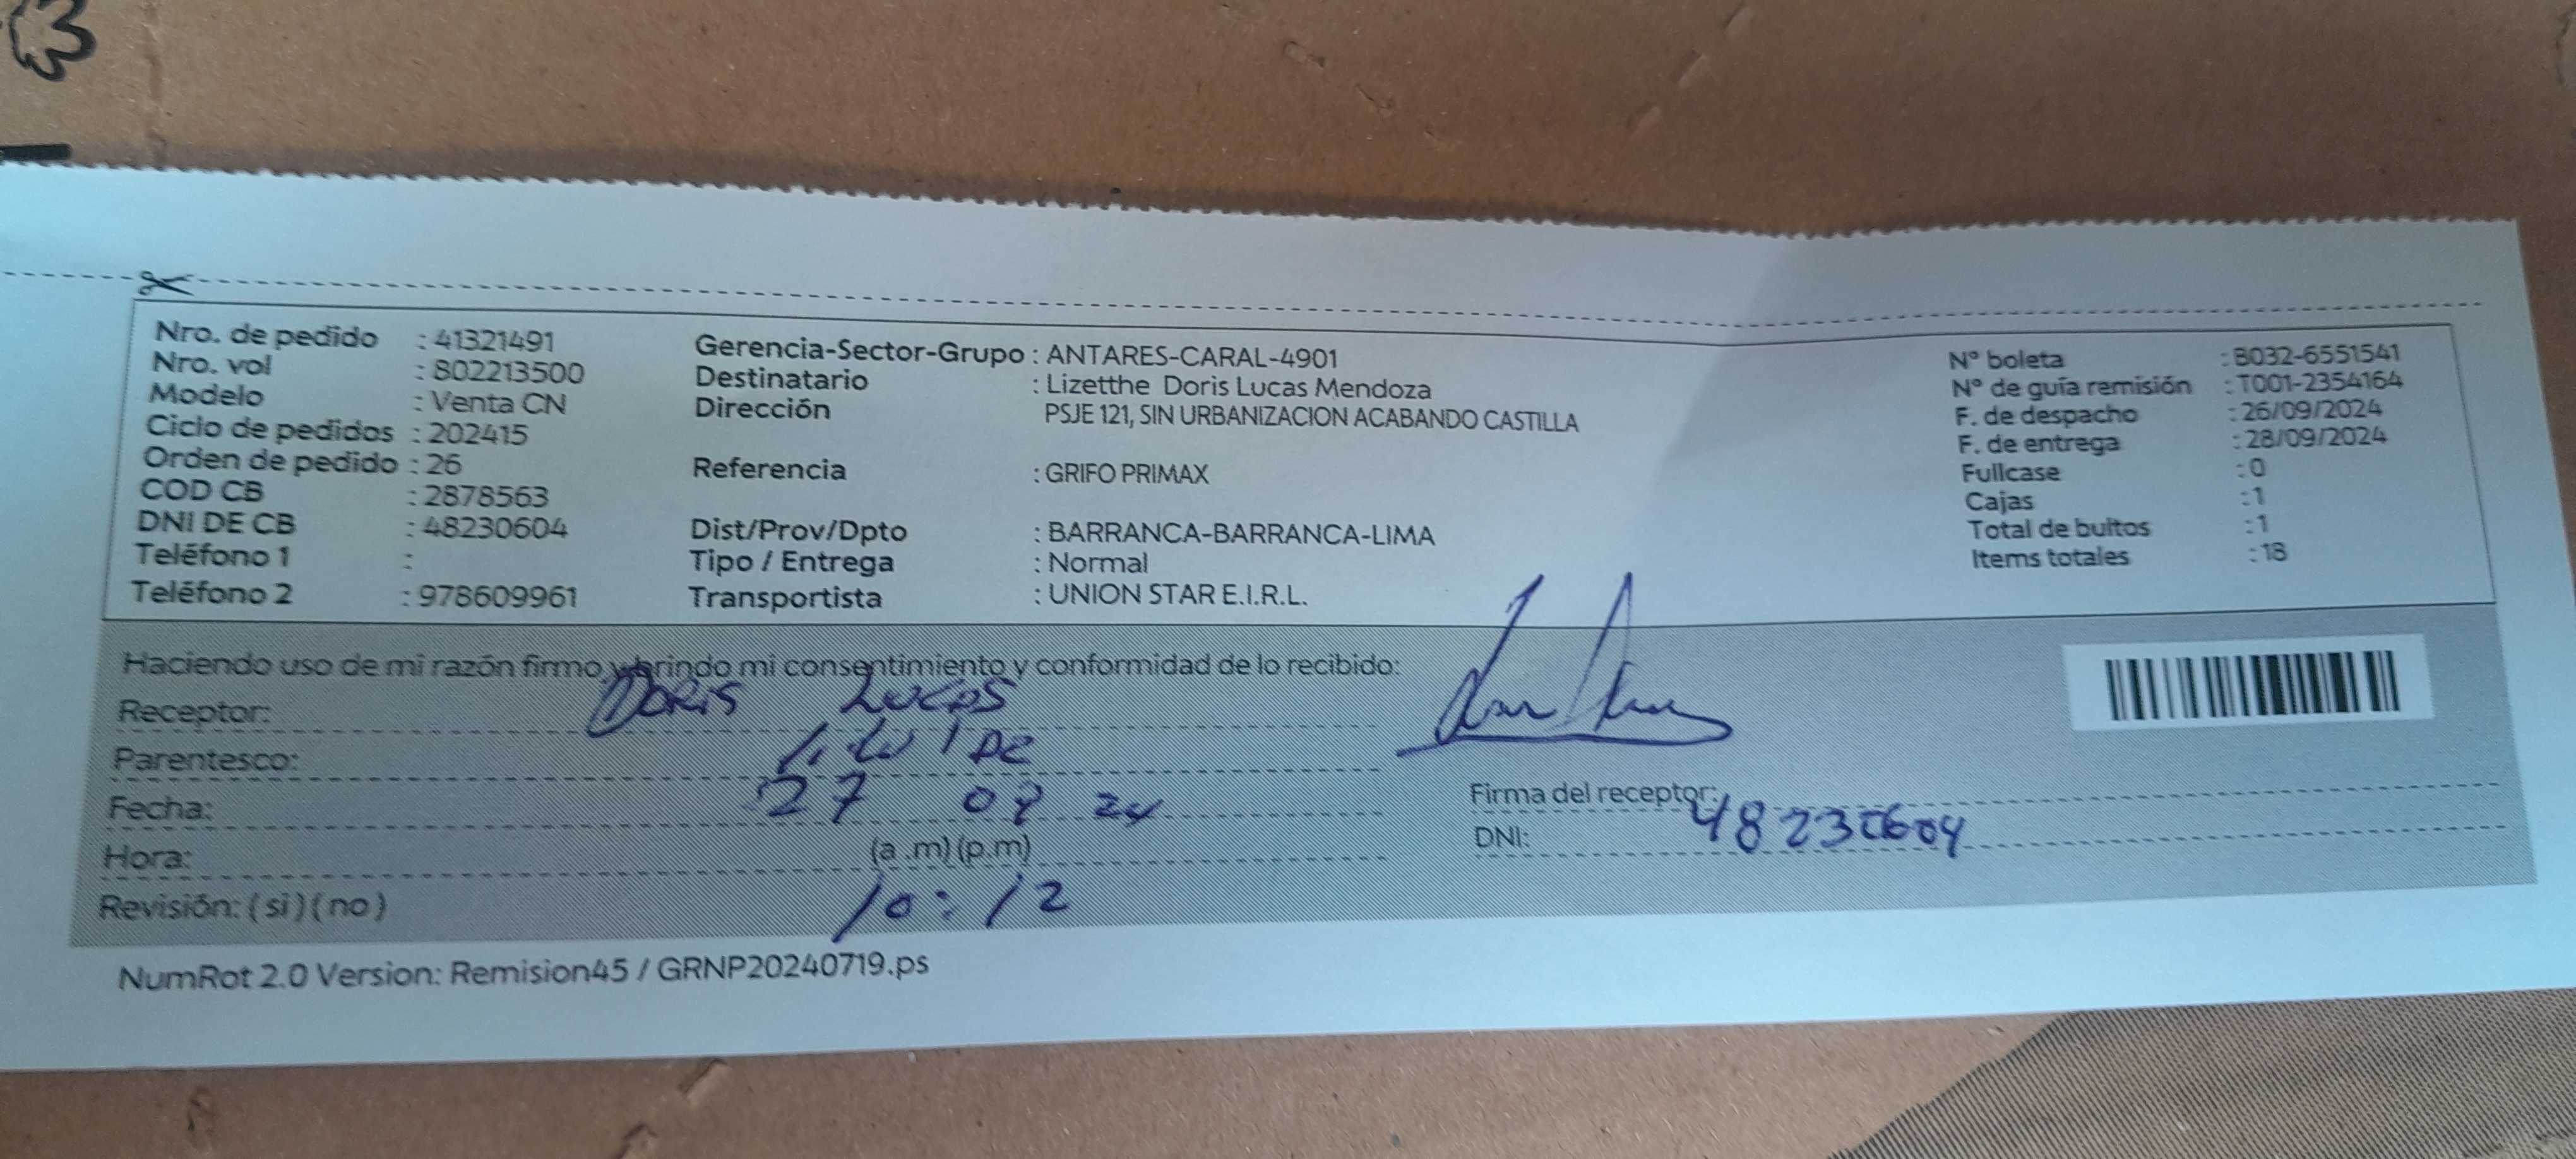 Nro. de pedido : 41321491
Nro. vol : 802213500
Modelo : Venta CN
Ciclo de pedidos : 202415
Orden de pedido : 26
COD CB : 2878563
DNI DE CB : 48230604
Teléfono 1 :
Teléfono 2 : 978609961
Gerencia-Sector-Grupo : ANTARES-CARAL-4901
Destinatario : Lizetthe Doris Lucas Mendoza
Dirección PSJE 121, SIN URBANIZACION ACABANDO CASTILLA
Referencia : GRIFO PRIMAX
Dist/Prov/Dpto : BARRANCA-BARRANCA-LIMA
Tipo / Entrega : Normal
Transportista : UNION STAR E.I.R.L.
N° boleta : B032-6551541
N° de guía remisión : T001-2354164
F. de despacho : 26/09/2024
F. de entrega : 28/09/2024
Fullcase : 0
Cajas : 1
Total de bultos : 1
Items totales : 18
Haciendo uso de mi razón firmo y brindo mi consentimiento y conformidad de lo recibido:
Receptor: DORIS LUCAS
Parentesco:
Fecha: 27 09 24
Hora: (a .m) (p.m)
10:12
Revisión: ( si ) ( no )
Firma del receptor:
DNI: 48230604
NumRot 2.0 Version: Remision45 / GRNP20240719.ps